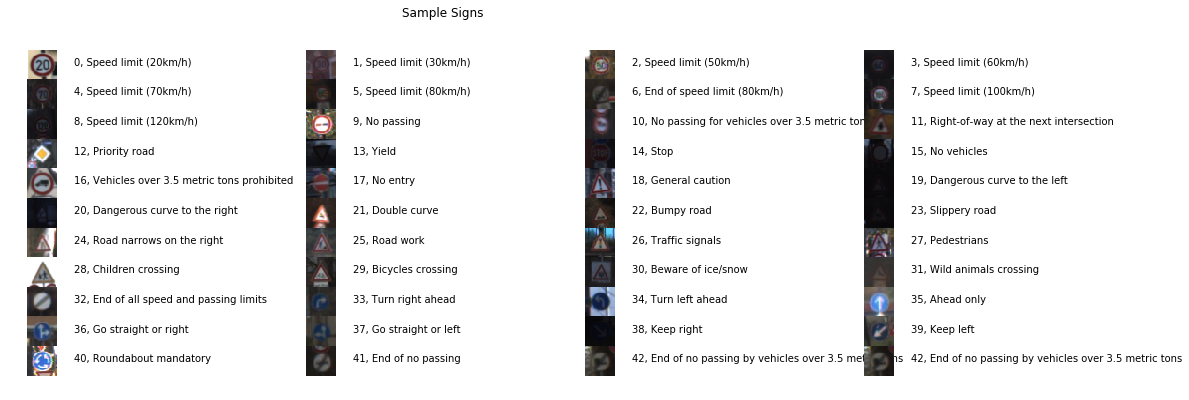 Sample Signs
0, Speed limit (20km/h)
1, Speed limit (30km/h)
2, Speed limit (50km/h)
3, Speed limit (60km/h)
4, Speed limit (70km/h)
5, Speed limit (80km/h)
6, End of speed limit (80km/h)
7, Speed limit (100km/h)
8, Speed limit (120km/h)
9, No passing
10, No passing for vehicles over 3.5 metric ton
11, Right-of-way at the next intersection
12, Priority road
13, Yield
14, Stop
15, No vehicles
16, Vehicles over 3.5 metric tons prohibited
17, No entry
18, General caution
19, Dangerous curve to the left
20, Dangerous curve to the right
21, Double curve
22, Bumpy road
23, Slippery road
24, Road narrows on the right
25, Road work
26, Traffic signals
27, Pedestrians
28, Children crossing
29, Bicycles crossing
30, Beware of ice/snow
31, Wild animals crossing
32, End of all speed and passing limits
33, Turn right ahead
34, Turn left ahead
35, Ahead only
36, Go straight or right
37, Go straight or left
38, Keep right
39, Keep left
40, Roundabout mandatory
41, End of no passing
42, End of no passing by vehicles over 3.5 met ns
42, End of no passing by vehicles over 3.5 metric tons